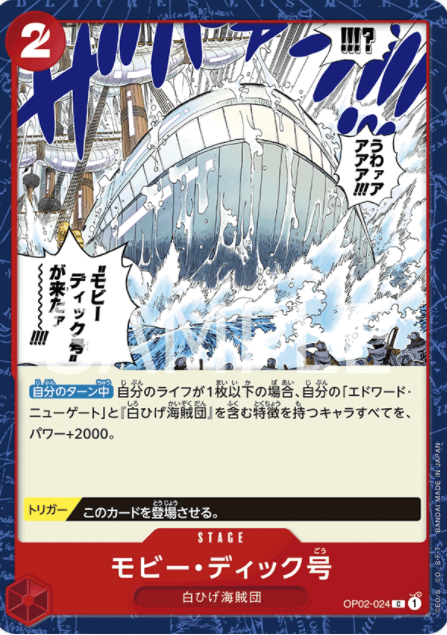 2
!!!?
うわァァ
アアア!!!
"モビー
ディック号"
が来たァ
〜〜〜〜!!!!
SAMPLE
自分のターン中 自分のライフが1枚以下の場合、自分の「エドワード・
ニューゲート」と『白ひげ海賊団』を含む特徴を持つキャラすべてを、
パワー+2000。
トリガー このカードを登場させる。
STAGE
モビー・ディック号
白ひげ海賊団
OP02-024 C 1
BANDAI MADE IN JAPAN